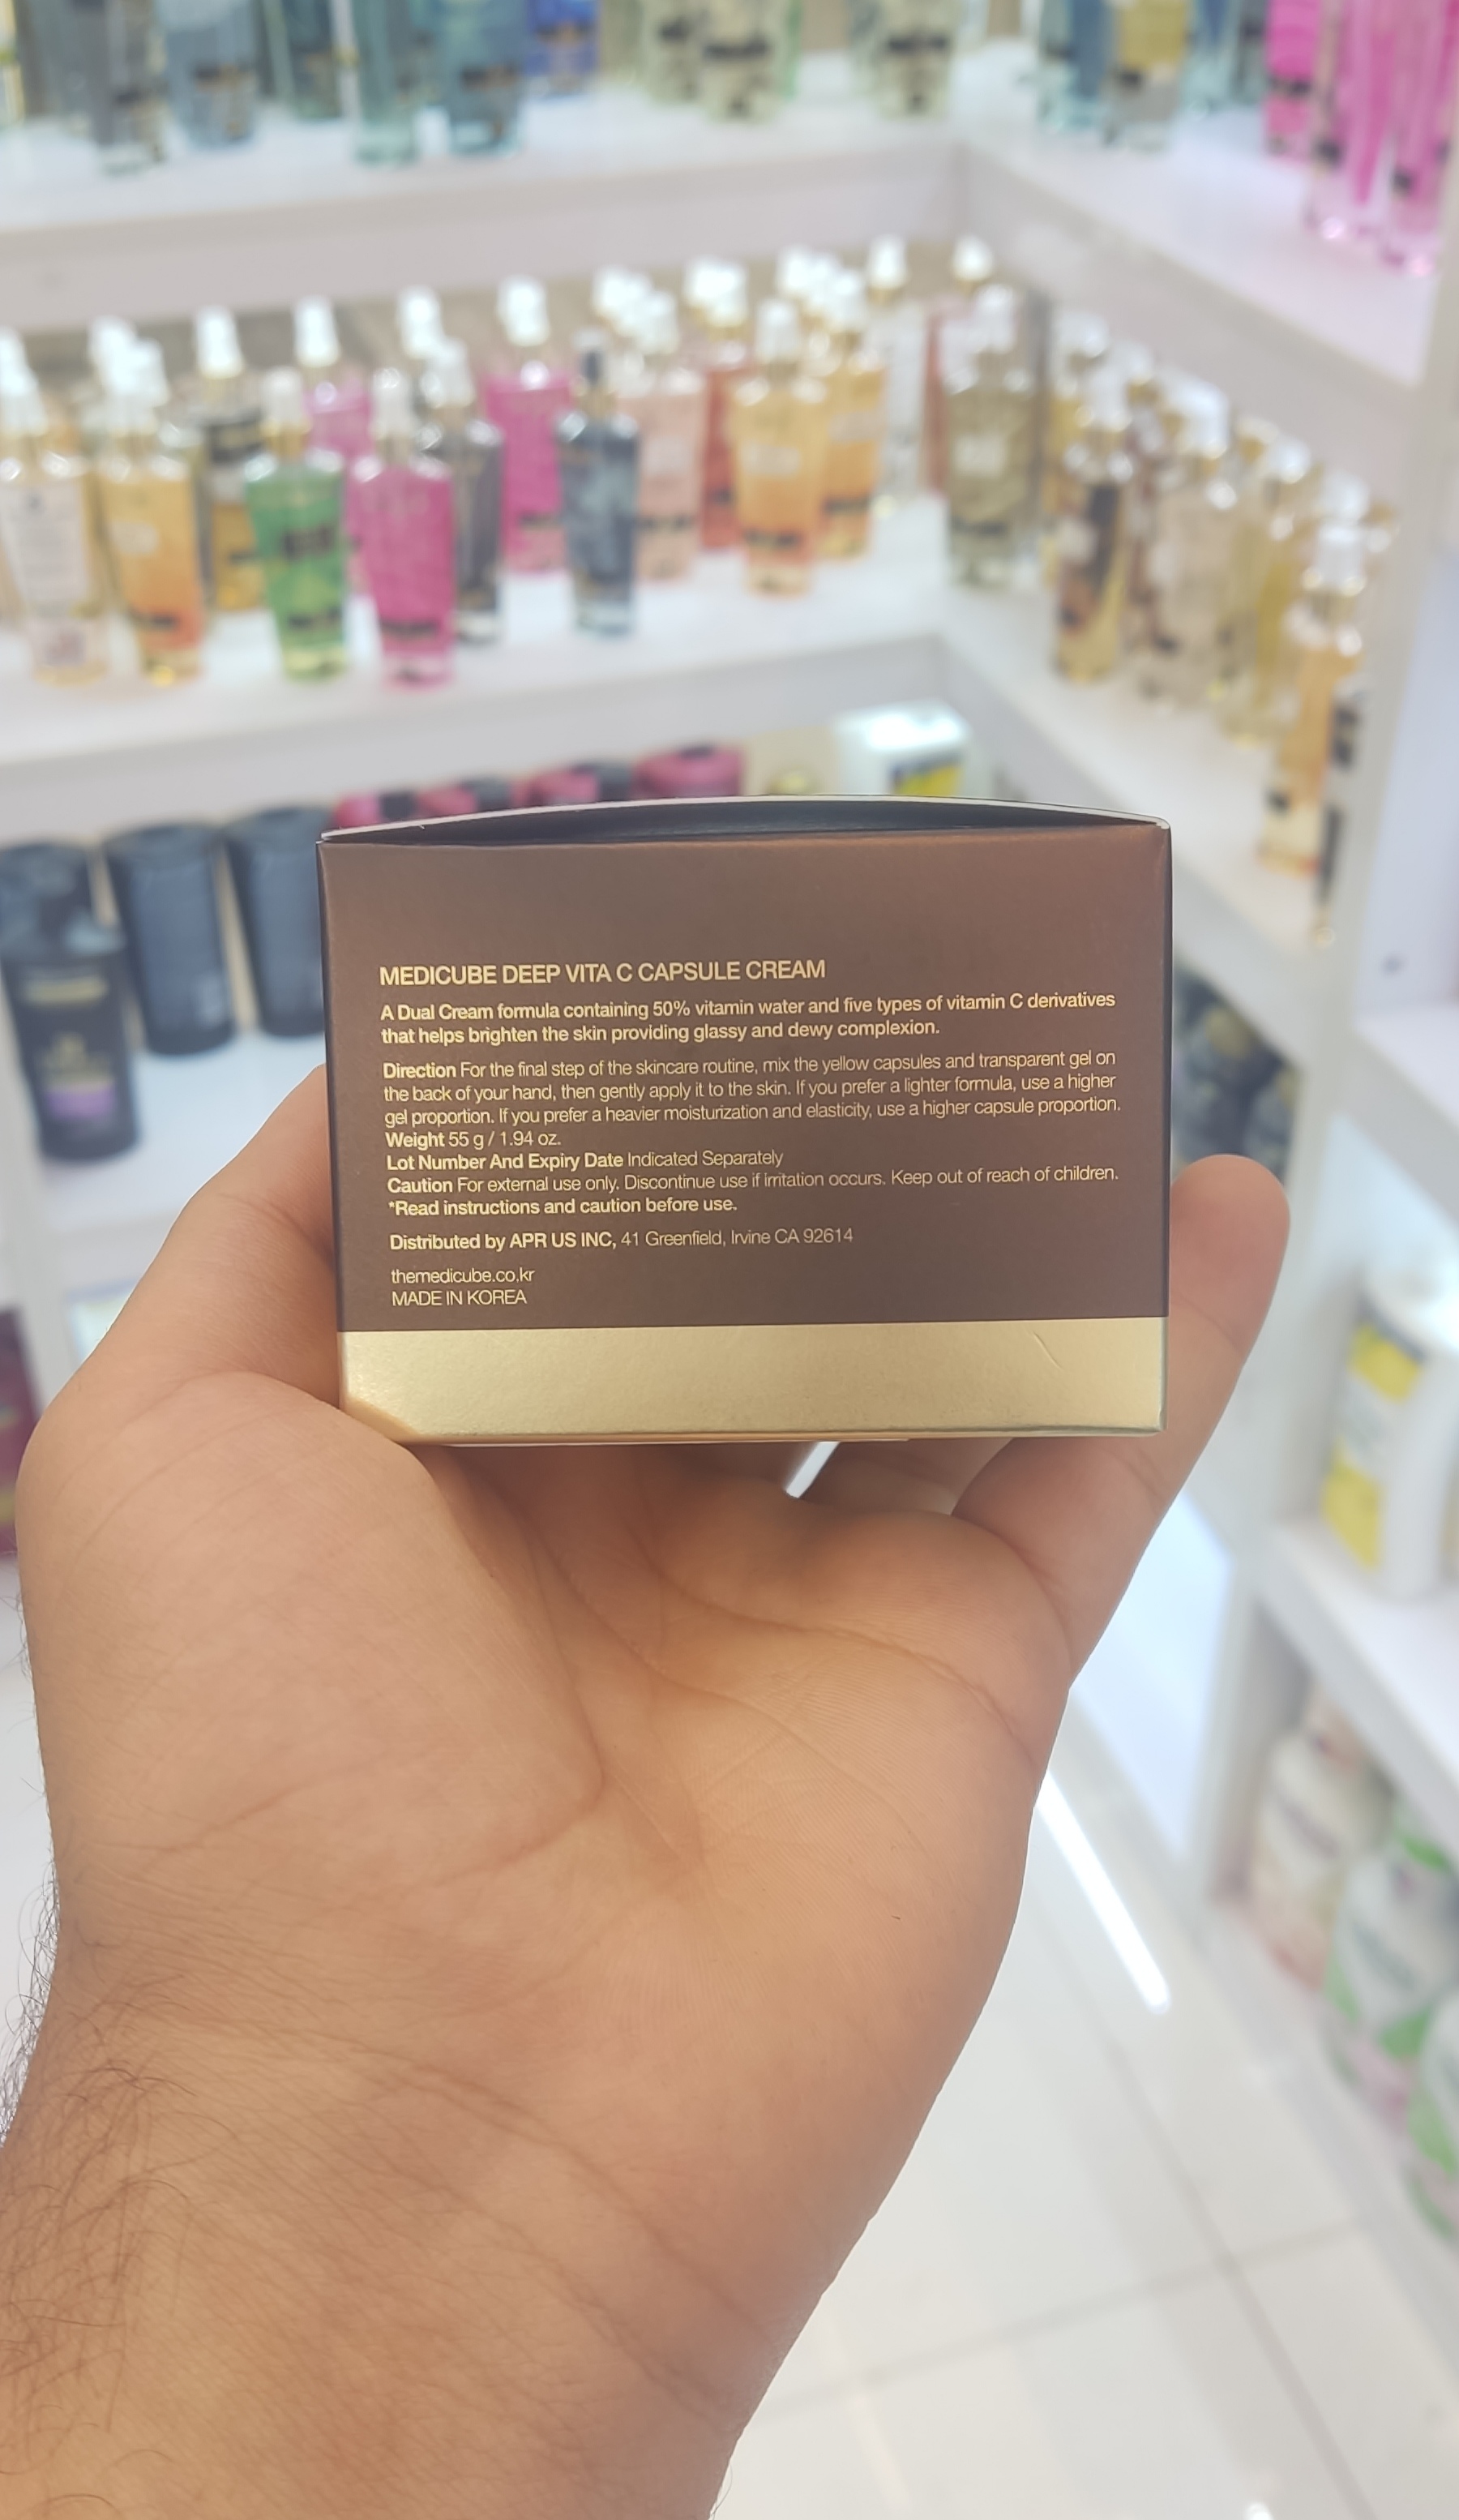 MEDICUBE DEEP VITA C CAPSULE CREAM
A Dual Cream formula containing 50% vitamin water and five types of vitamin C derivatives
that helps brighten the skin providing glassy and dewy complexion.
Direction For the final step of the skincare routine, mix the yellow capsules and transparent gel on
the back of your hand, then gently apply it to the skin. If you prefer a lighter formula, use a higher
gel proportion. If you prefer a heavier moisturization and elasticity, use a higher capsule proportion.
Weight 55 g / 1.94 oz.
Lot Number And Expiry Date Indicated Separately
Caution For external use only. Discontinue use if irritation occurs. Keep out of reach of children.
*Read instructions and caution before use.
Distributed by APR US INC, 41 Greenfield, Irvine CA 92614
themedicube.co.kr
MADE IN KOREA